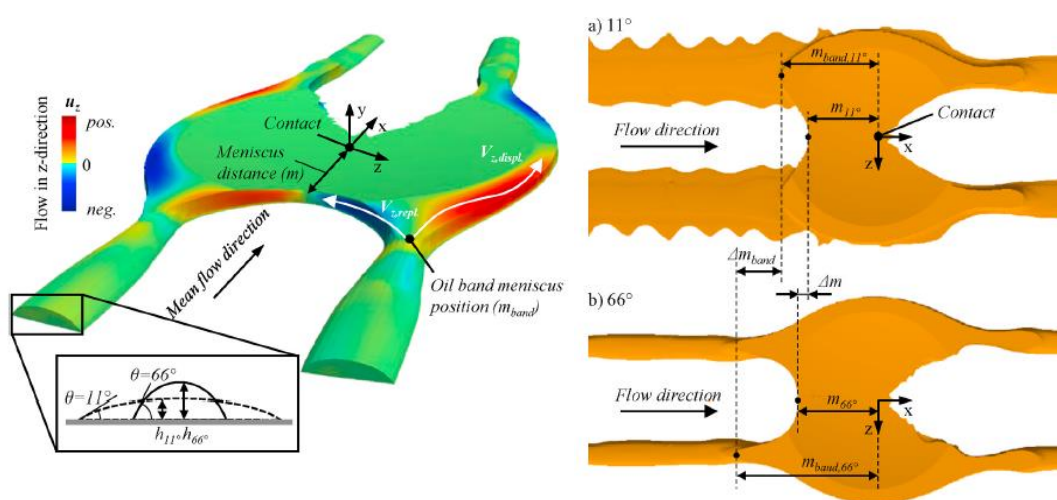 Flow in z-direction
u_z
pos.
0
neg.
Contact
Meniscus
distance (m)
y
x
z
V_z,displ.
V_z,repl.
Mean flow direction
Oil band meniscus
position (m_band)
θ=11°
θ=66°
h_11° h_66°
a) 11°
m_band,11°
m_11°
Contact
Flow direction
x
z
Δm_band
Δm
b) 66°
Flow direction
m_66°
x
z
m_band,66°